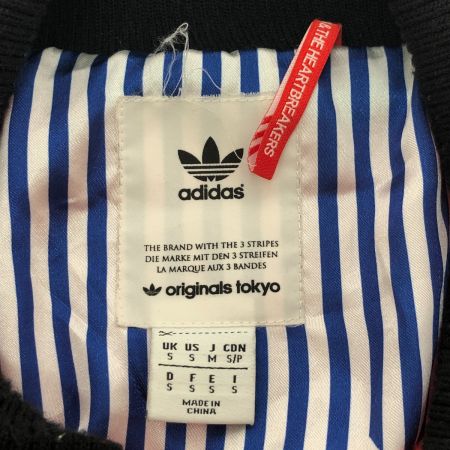 & THE HEARTBREAKERS
adidas
THE BRAND WITH THE 3 STRIPES
DIE MARKE MIT DEN 3 STREIFEN
LA MARQUE AUX 3 BANDES
originals tokyo
UK US J CDN
S S M S/P
D F E I
S S S S
MADE IN
CHINA